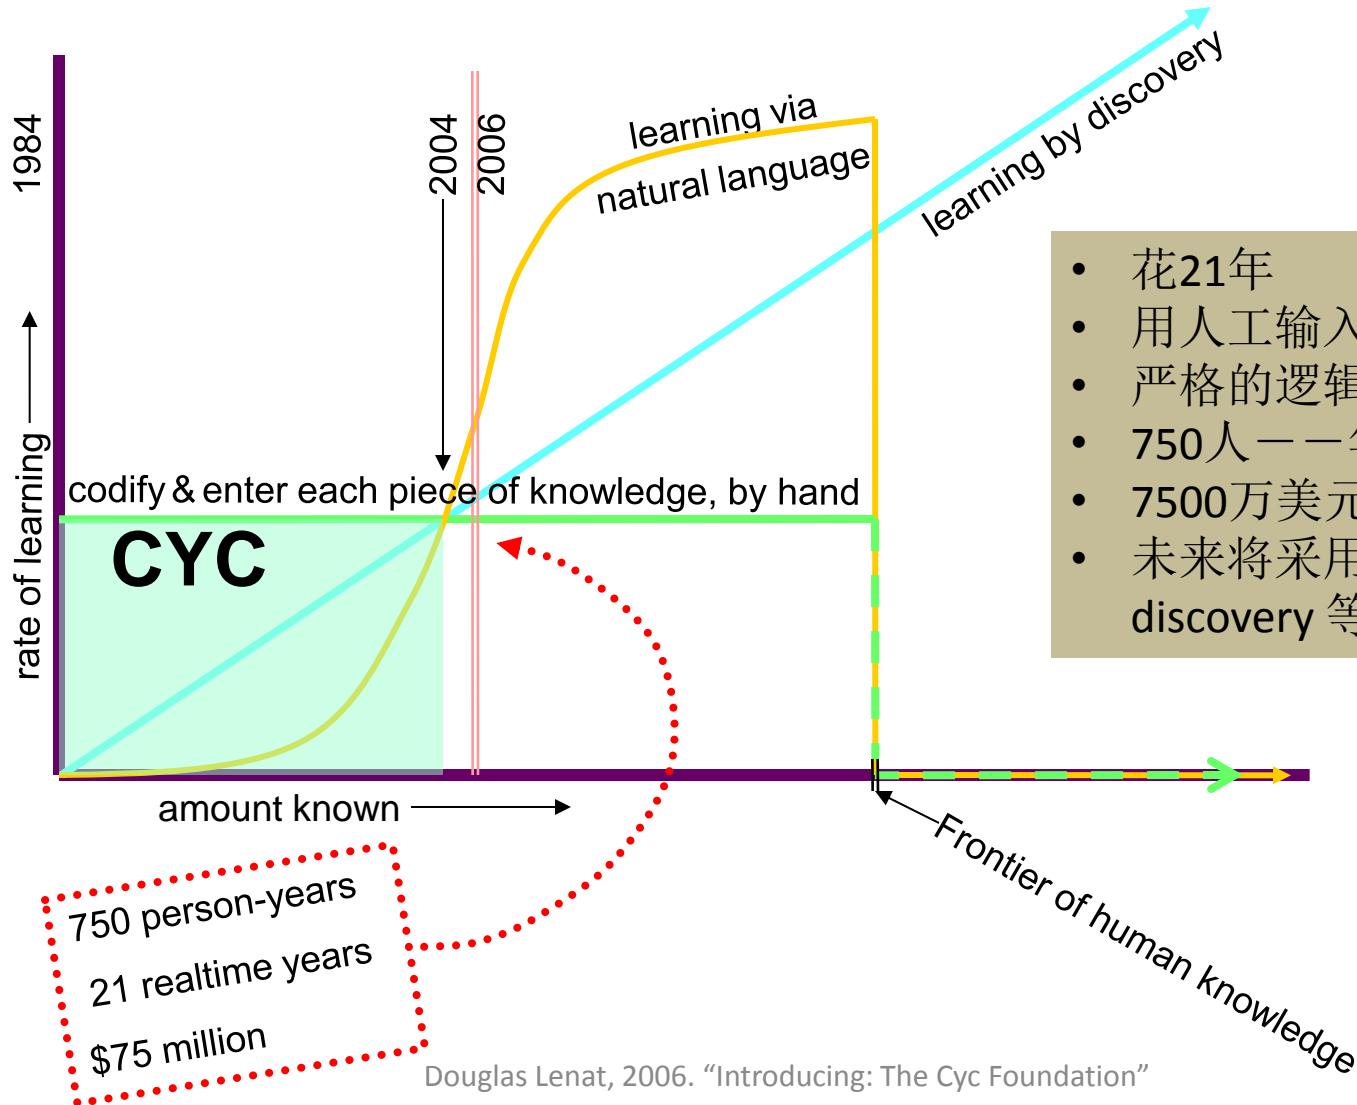 1984
rate of learning
2004
2006
learning via
natural language
learning by discovery
codify & enter each piece of knowledge, by hand
CYC
amount known
750 person-years
21 realtime years
$75 million
Frontier of human knowledge
• 花21年
• 用人工输入
• 严格的逻辑
• 750人－－
• 7500万美元
• 未来将采用
discovery 等
Douglas Lenat, 2006. “Introducing: The Cyc Foundation”